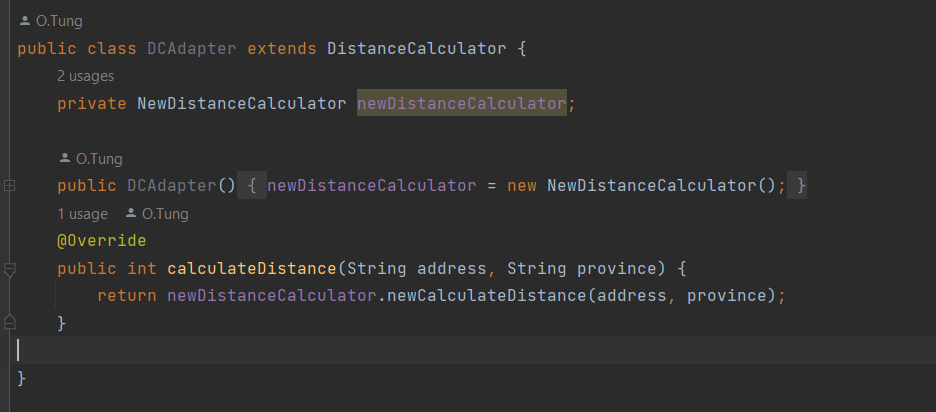 O.Tung
public class DCAdapter extends DistanceCalculator {
2 usages
private NewDistanceCalculator newDistanceCalculator;
O.Tung
public DCAdapter() { newDistanceCalculator = new NewDistanceCalculator(); }
1 usage O.Tung
@Override
public int calculateDistance(String address, String province) {
return newDistanceCalculator.newCalculateDistance(address, province);
}
}